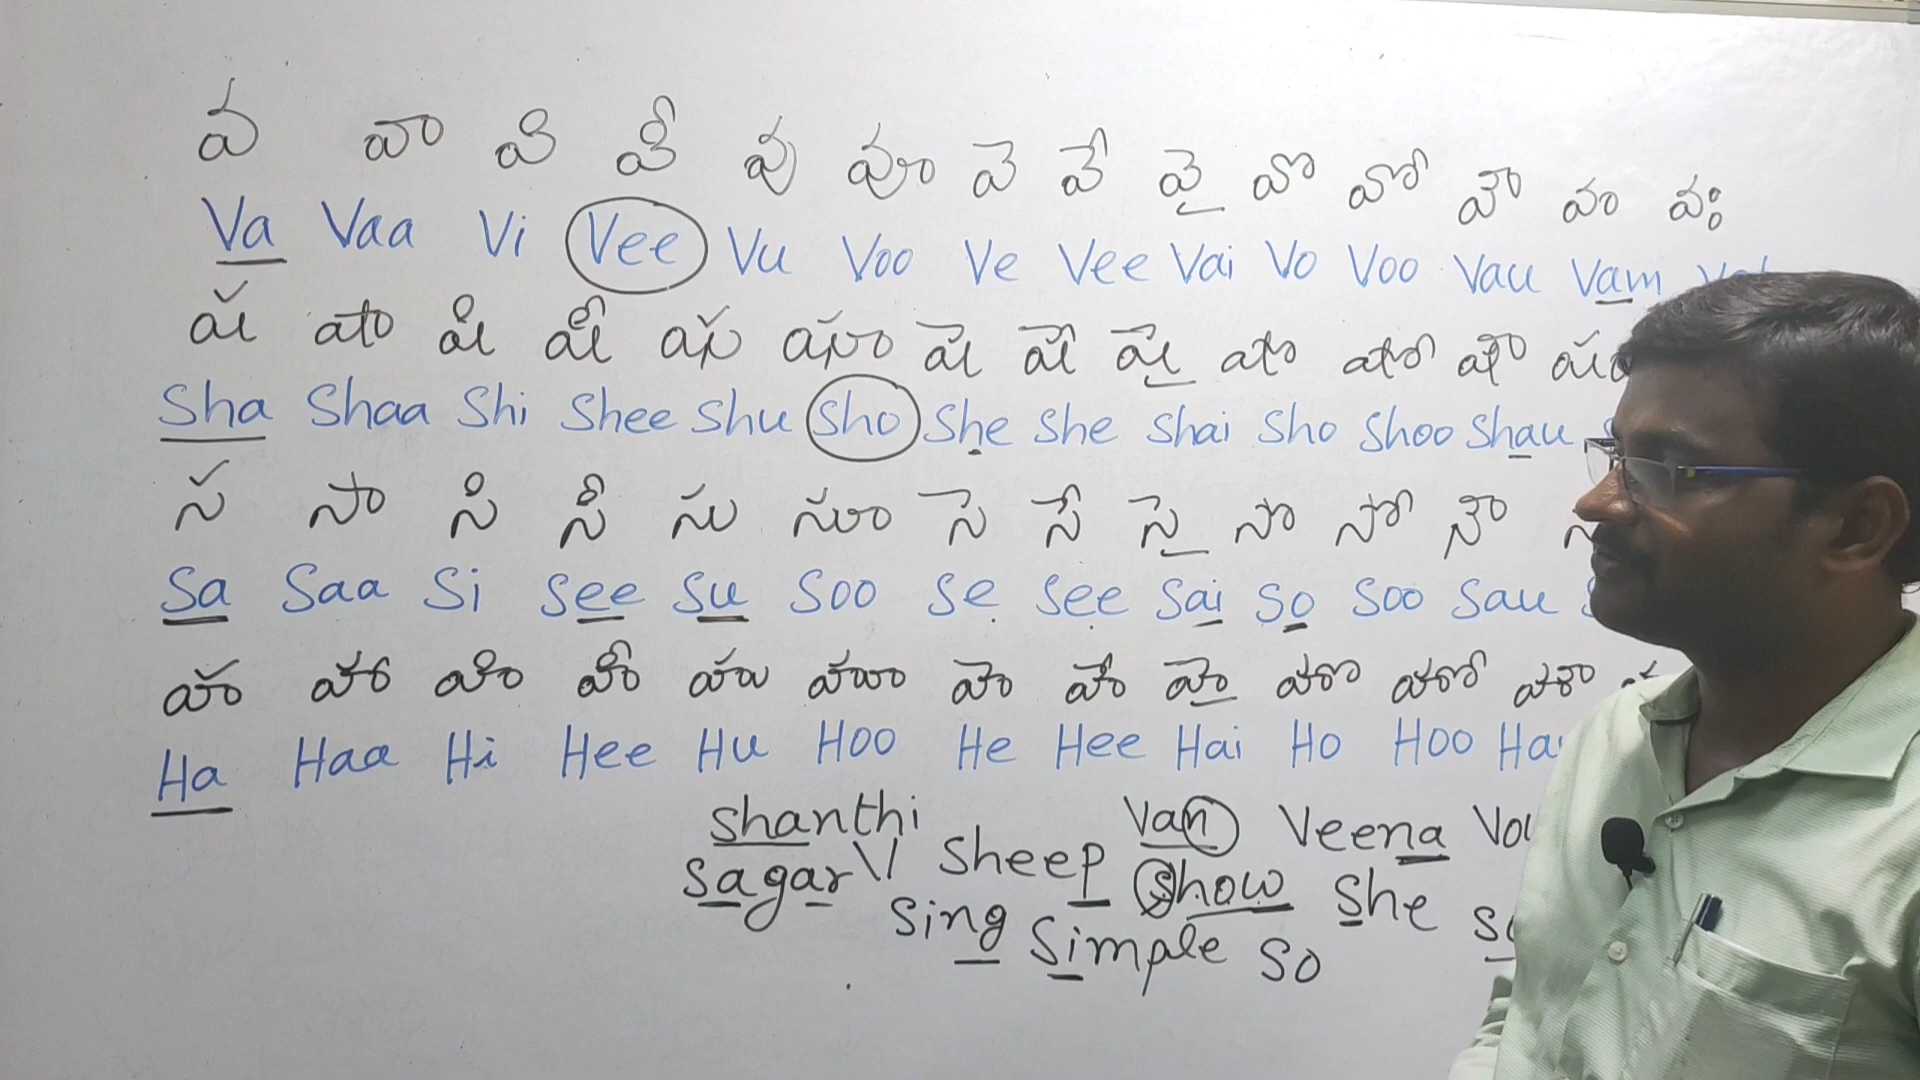 వ వా వి వీ వు వూ వె వే వై వొ వో వౌ వం వః
Va Vaa Vi Vee Vu Voo Ve Vee Vai Vo Voo Vau Vam
ష షా షి షీ షు షూ షె షే షై షొ షో షౌ షం
Sha Shaa Shi Shee Shu Sho She She Shai Sho Shoo Shau
స సా సి సీ సు సూ సె సే సై సొ సో సౌ
Sa Saa Si See Su Soo Se See Sai So Soo Sau
హ హా హి హీ హు హూ హె హే హై హొ హో హౌ
Ha Haa Hi Hee Hu Hoo He Hee Hai Ho Hoo
Shanthi Van Veena
Sagar Sheep Show She
Sing Simple So